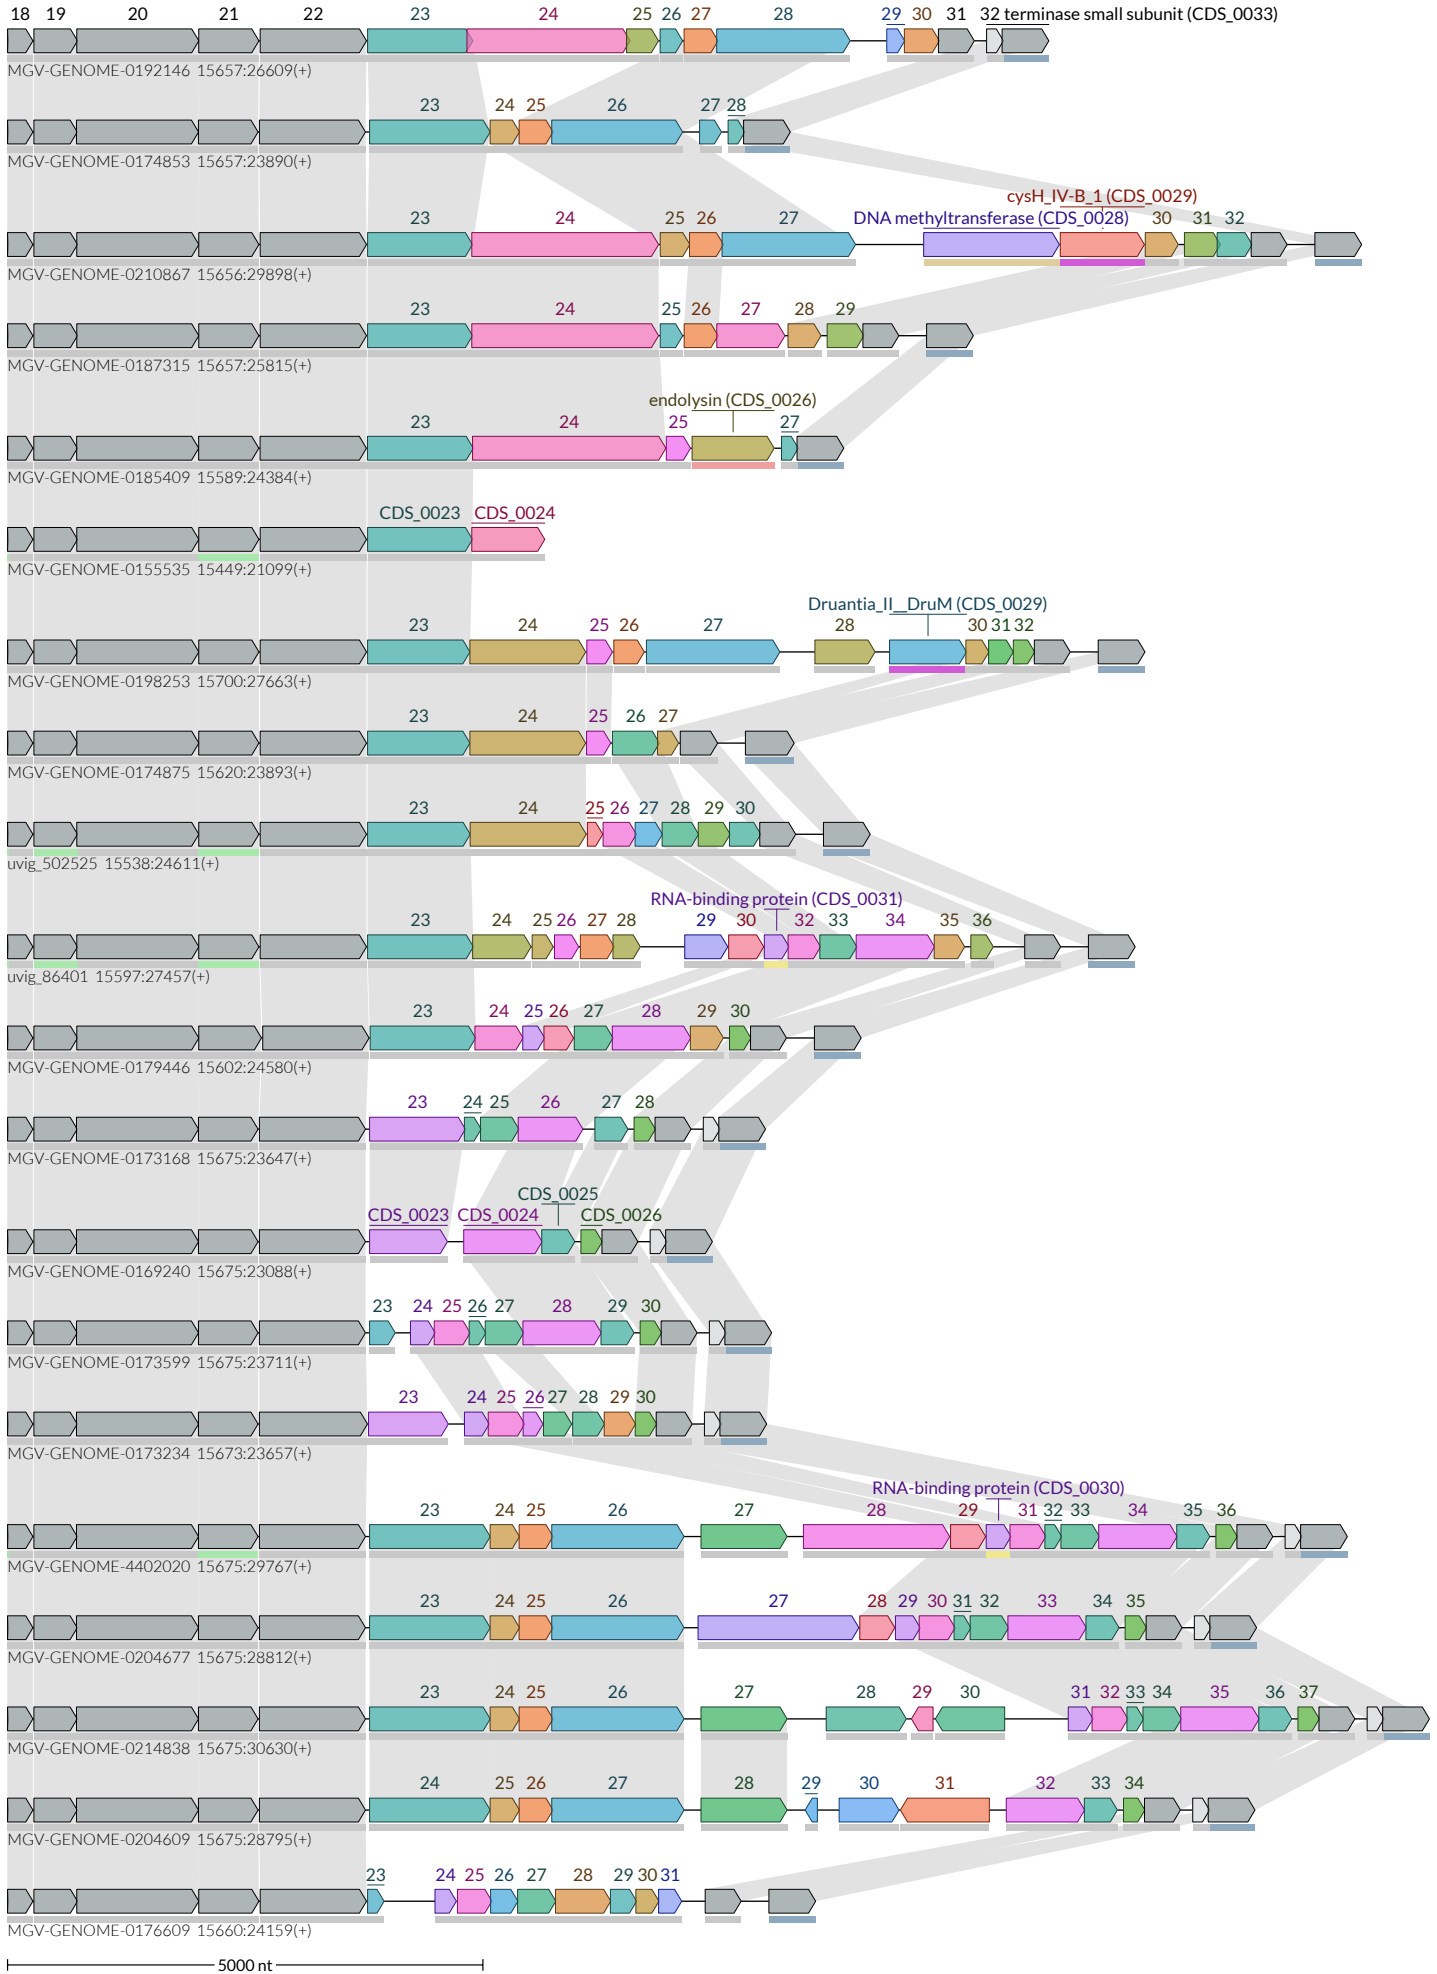 18 19 20 21 22 23 24 25 26 27 28 29 30 31 32 terminase small subunit (CDS_0033)
MGV-GENOME-0192146 15657:26609(+)
23 24 25 26 27 28
MGV-GENOME-0174853 15657:23890(+)
cysH_IV-B_1 (CDS_0029)
23 24 25 26 27 DNA methyltransferase (CDS_0028) 30 31 32
MGV-GENOME-0210867 15656:29898(+)
23 24 25 26 27 28 29
MGV-GENOME-0187315 15657:25815(+)
endolysin (CDS_0026)
23 24 25 27
MGV-GENOME-0185409 15589:24384(+)
CDS_0023 CDS_0024
MGV-GENOME-0155535 15449:21099(+)
Druantia_II__DruM (CDS_0029)
23 24 25 26 27 28 30 31 32
MGV-GENOME-0198253 15700:27663(+)
23 24 25 26 27
MGV-GENOME-0174875 15620:23893(+)
23 24 25 26 27 28 29 30
uvig_502525 15538:24611(+)
RNA-binding protein (CDS_0031)
23 24 25 26 27 28 29 30 32 33 34 35 36
uvig_86401 15597:27457(+)
23 24 25 26 27 28 29 30
MGV-GENOME-0179446 15602:24580(+)
23 24 25 26 27 28
MGV-GENOME-0173168 15675:23647(+)
CDS_0025
CDS_0023 CDS_0024 CDS_0026
MGV-GENOME-0169240 15675:23088(+)
23 24 25 26 27 28 29 30
MGV-GENOME-0173599 15675:23711(+)
23 24 25 26 27 28 29 30
MGV-GENOME-0173234 15673:23657(+)
RNA-binding protein (CDS_0030)
23 24 25 26 27 28 29 31 32 33 34 35 36
MGV-GENOME-4402020 15675:29767(+)
23 24 25 26 27 28 29 30 31 32 33 34 35
MGV-GENOME-0204677 15675:28812(+)
23 24 25 26 27 28 29 30 31 32 33 34 35 36 37
MGV-GENOME-0214838 15675:30630(+)
24 25 26 27 28 29 30 31 32 33 34
MGV-GENOME-0204609 15675:28795(+)
23 24 25 26 27 28 29 30 31
MGV-GENOME-0176609 15660:24159(+)
5000 nt